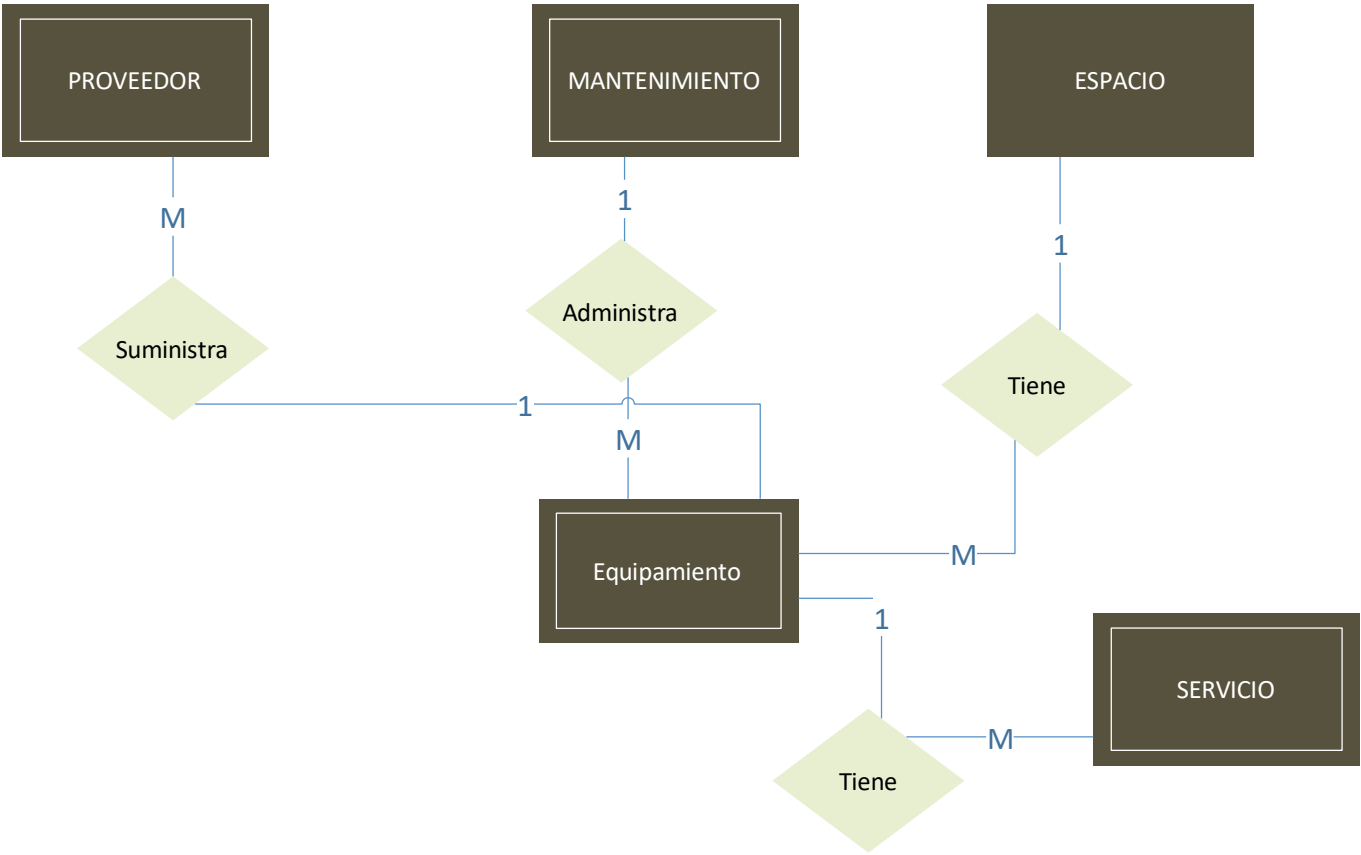 PROVEEDOR
MANTENIMIENTO
ESPACIO
M
1
1
Suministra
Administra
Tiene
1
M
M
Equipamiento
1
SERVICIO
M
Tiene